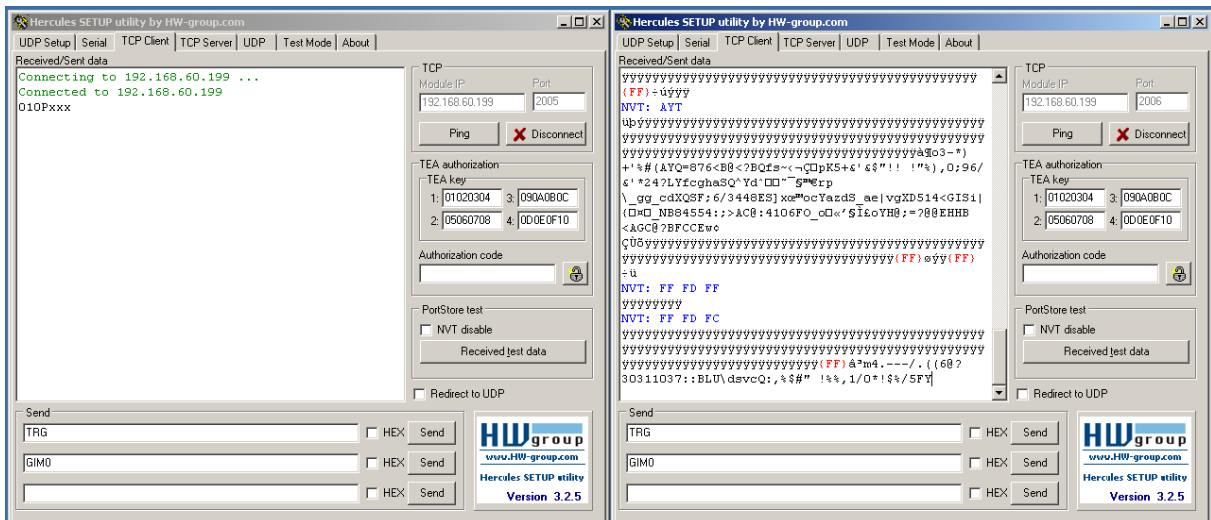 Hercules SETUP utility by HW-group.com
UDP Setup Serial TCP Client TCP Server UDP Test Mode About
Received/Sent data
Connecting to 192.168.60.199 ...
Connected to 192.168.60.199
010Pxxx
TCP
Module IP Port
192.168.60.199 2005
Ping Disconnect
TEA authorization
TEA key
1: 01020304 3: 090A0B0C
2: 05060708 4: 0D0E0F10
Authorization code
PortStore test
NVT disable
Received test data
Redirect to UDP
Send
TRG HEX Send
GIM0 HEX Send
HEX Send
HW group
www.HW-group.com
Hercules SETUP utility
Version 3.2.5
Hercules SETUP utility by HW-group.com
UDP Setup Serial TCP Client TCP Server UDP Test Mode About
Received/Sent data
{FF}÷úýÿÿ
NVT: AYT
{FF}
÷ü
NVT: FF FD FF
ÿÿÿÿÿÿÿÿ
NVT: FF FD FC
TCP
Module IP Port
192.168.60.199 2006
Ping Disconnect
TEA authorization
TEA key
1: 01020304 3: 090A0B0C
2: 05060708 4: 0D0E0F10
Authorization code
PortStore test
NVT disable
Received test data
Redirect to UDP
Send
TRG HEX Send
GIM0 HEX Send
HEX Send
HW group
www.HW-group.com
Hercules SETUP utility
Version 3.2.5